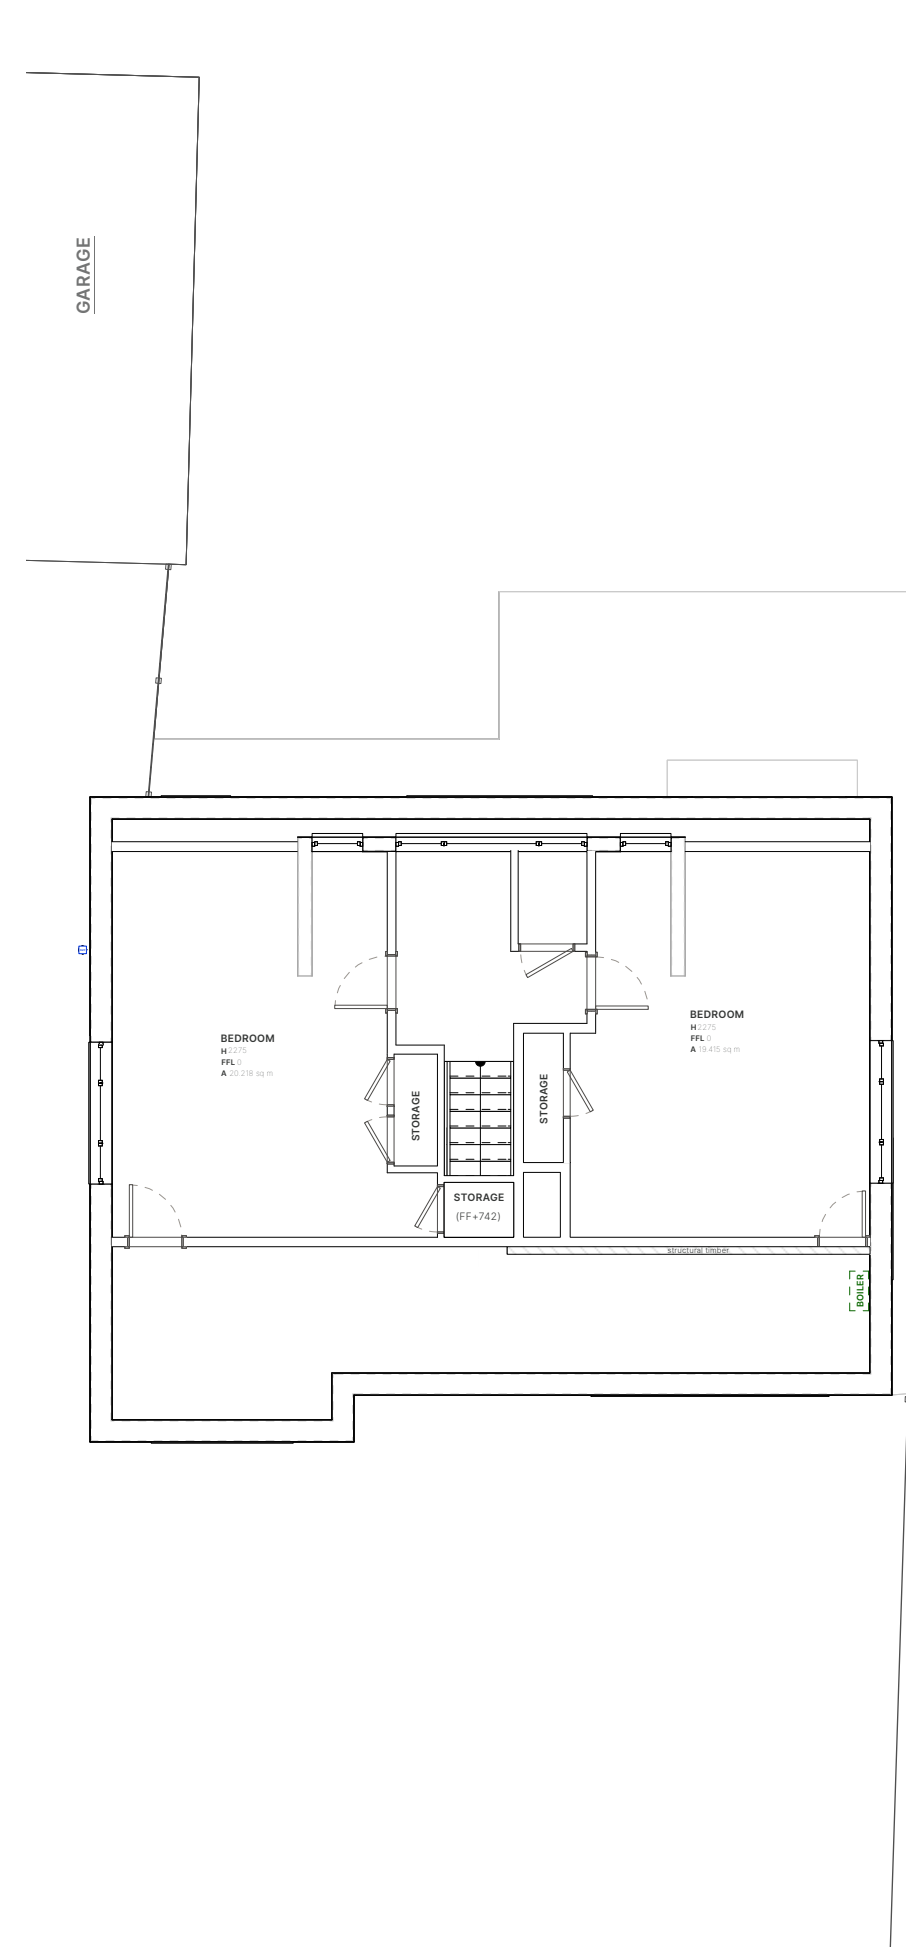 GARAGE
BEDROOM
H 2275
FFL 0
A 20.218 sq m
BEDROOM
H 2275
FFL 0
A 19.415 sq m
STORAGE
STORAGE
STORAGE
(FF+742)
structural timber
BOILER